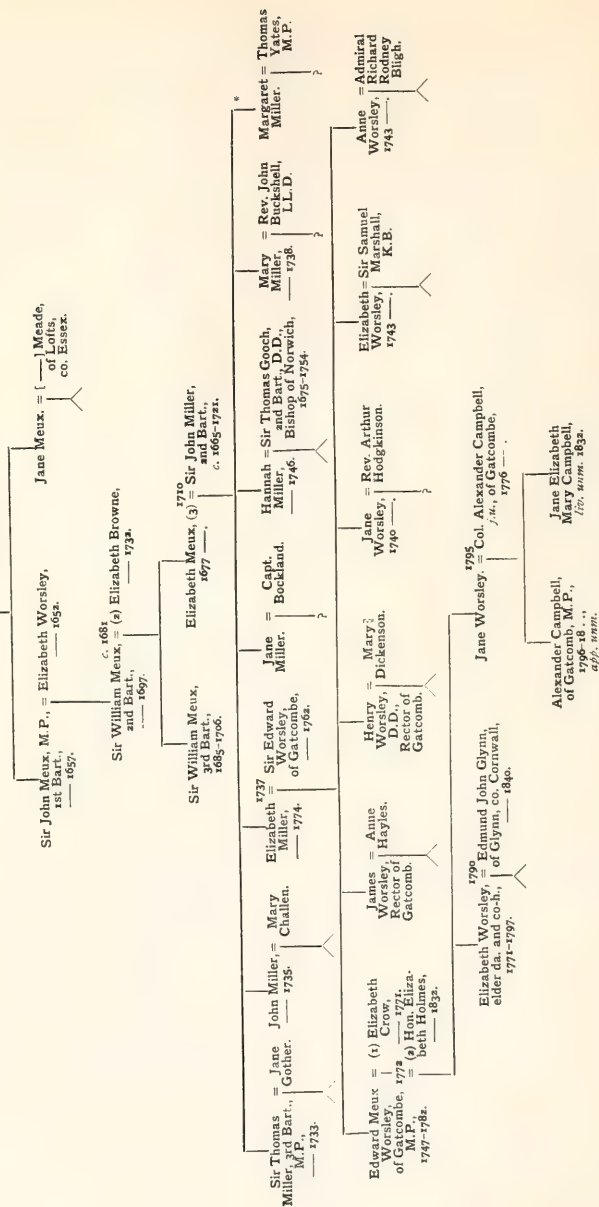 Sir John Meux, M.P., = Elizabeth Worsley,
1st Bart., —— 1652.
—— 1657.
Jane Meux. = [ —— ] Meade,
of Lofts,
co. Essex.
c. 1681
Sir William Meux, = (2) Elizabeth Browne,
2nd Bart., —— 1732.
—— 1697.
Sir William Meux,
3rd Bart.,
1685-1706.
1710
Elizabeth Meux, (3) = Sir John Miller,
1677 ——. 2nd Bart.,
c. 1665-1721.
Sir Thomas = Jane
Miller, 3rd Bart., Gother.
M.P.,
—— 1733.
John Miller, = Mary
—— 1735. Challen.
1737
Elizabeth = Sir Edward
Miller, Worsley,
—— 1774. of Gatcombe,
—— 1762.
Jane = Capt.
Miller. Bockland.
?
Hannah = Sir Thomas Gooch,
Miller, 2nd Bart., D.D.,
—— 1746. Bishop of Norwich,
1675-1754.
Mary = Rev. John
Miller, Buckshell,
—— 1738. LL.D.
?
*
Margaret = Thomas
Miller. Yates,
M.P.
?
Edward Meux = (1) Elizabeth
Worsley, Crow,
of Gatcombe, —— 1771.
M.P., 1772
1747-1782. = (2) Hon. Eliza-
beth Holmes,
—— 1832.
James = Anne
Worsley, Hayles.
Rector of
Gatcomb.
Henry = Mary
Worsley, Dickenson.
D.D.,
Rector of
Gatcomb.
Jane = Rev. Arthur
Worsley, Hodgkinson.
1740 ——.
?
Elizabeth = Sir Samuel
Worsley, Marshall,
1743 ——. K.B.
Anne = Admiral
Worsley, Richard
1743 ——. Rodney
Bligh.
1790
Elizabeth Worsley, = Edmund John Glynn,
elder da. and co-h., of Glynn, co. Cornwall,
1771-1797. —— 1840.
1795
Jane Worsley. = Col. Alexander Campbell,
j.u., of Gatcombe,
1776 ——.
Alexander Campbell,
of Gatcomb, M.P.,
1796-18 . .,
app. unm.
Jane Elizabeth
Mary Campbell,
liv. unm. 1832.